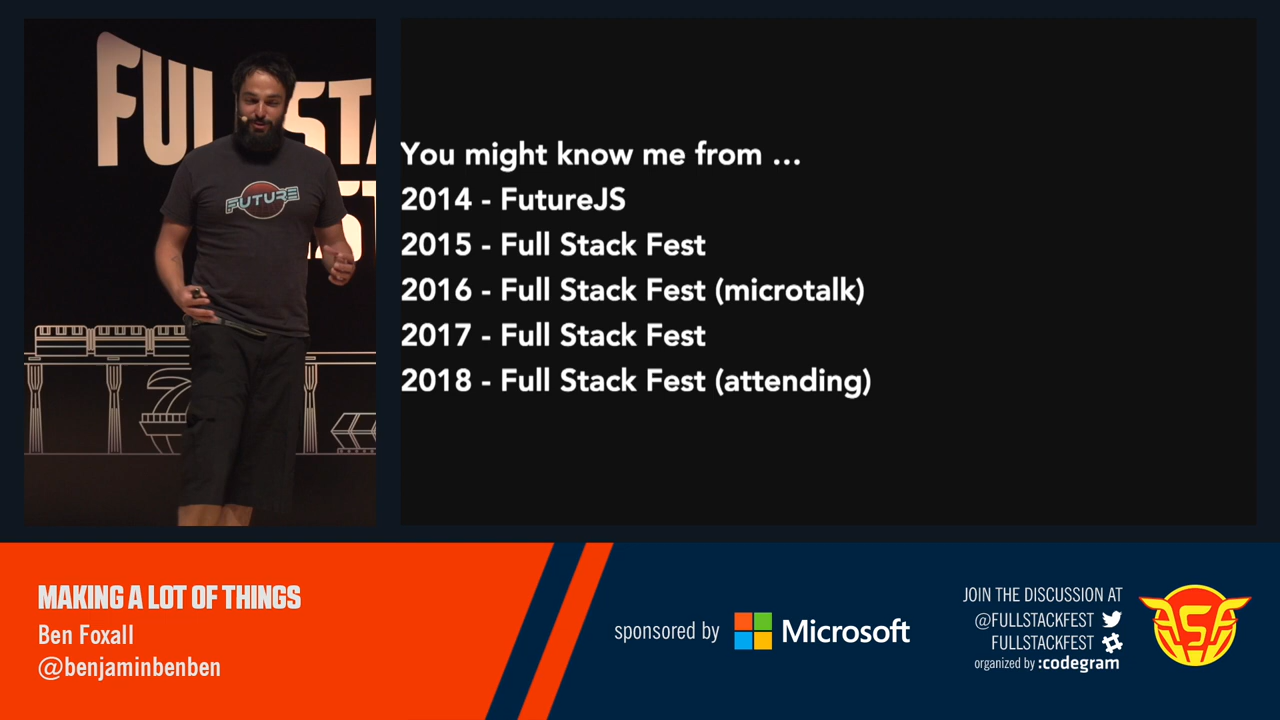 FUTURE
You might know me from ...
2014 - FutureJS
2015 - Full Stack Fest
2016 - Full Stack Fest (microtalk)
2017 - Full Stack Fest
2018 - Full Stack Fest (attending)
MAKING A LOT OF THINGS
Ben Foxall
@benjaminbenben
sponsored by Microsoft
JOIN THE DISCUSSION AT
@FULLSTACKFEST
FULLSTACKFEST
organized by :codegram
FSF